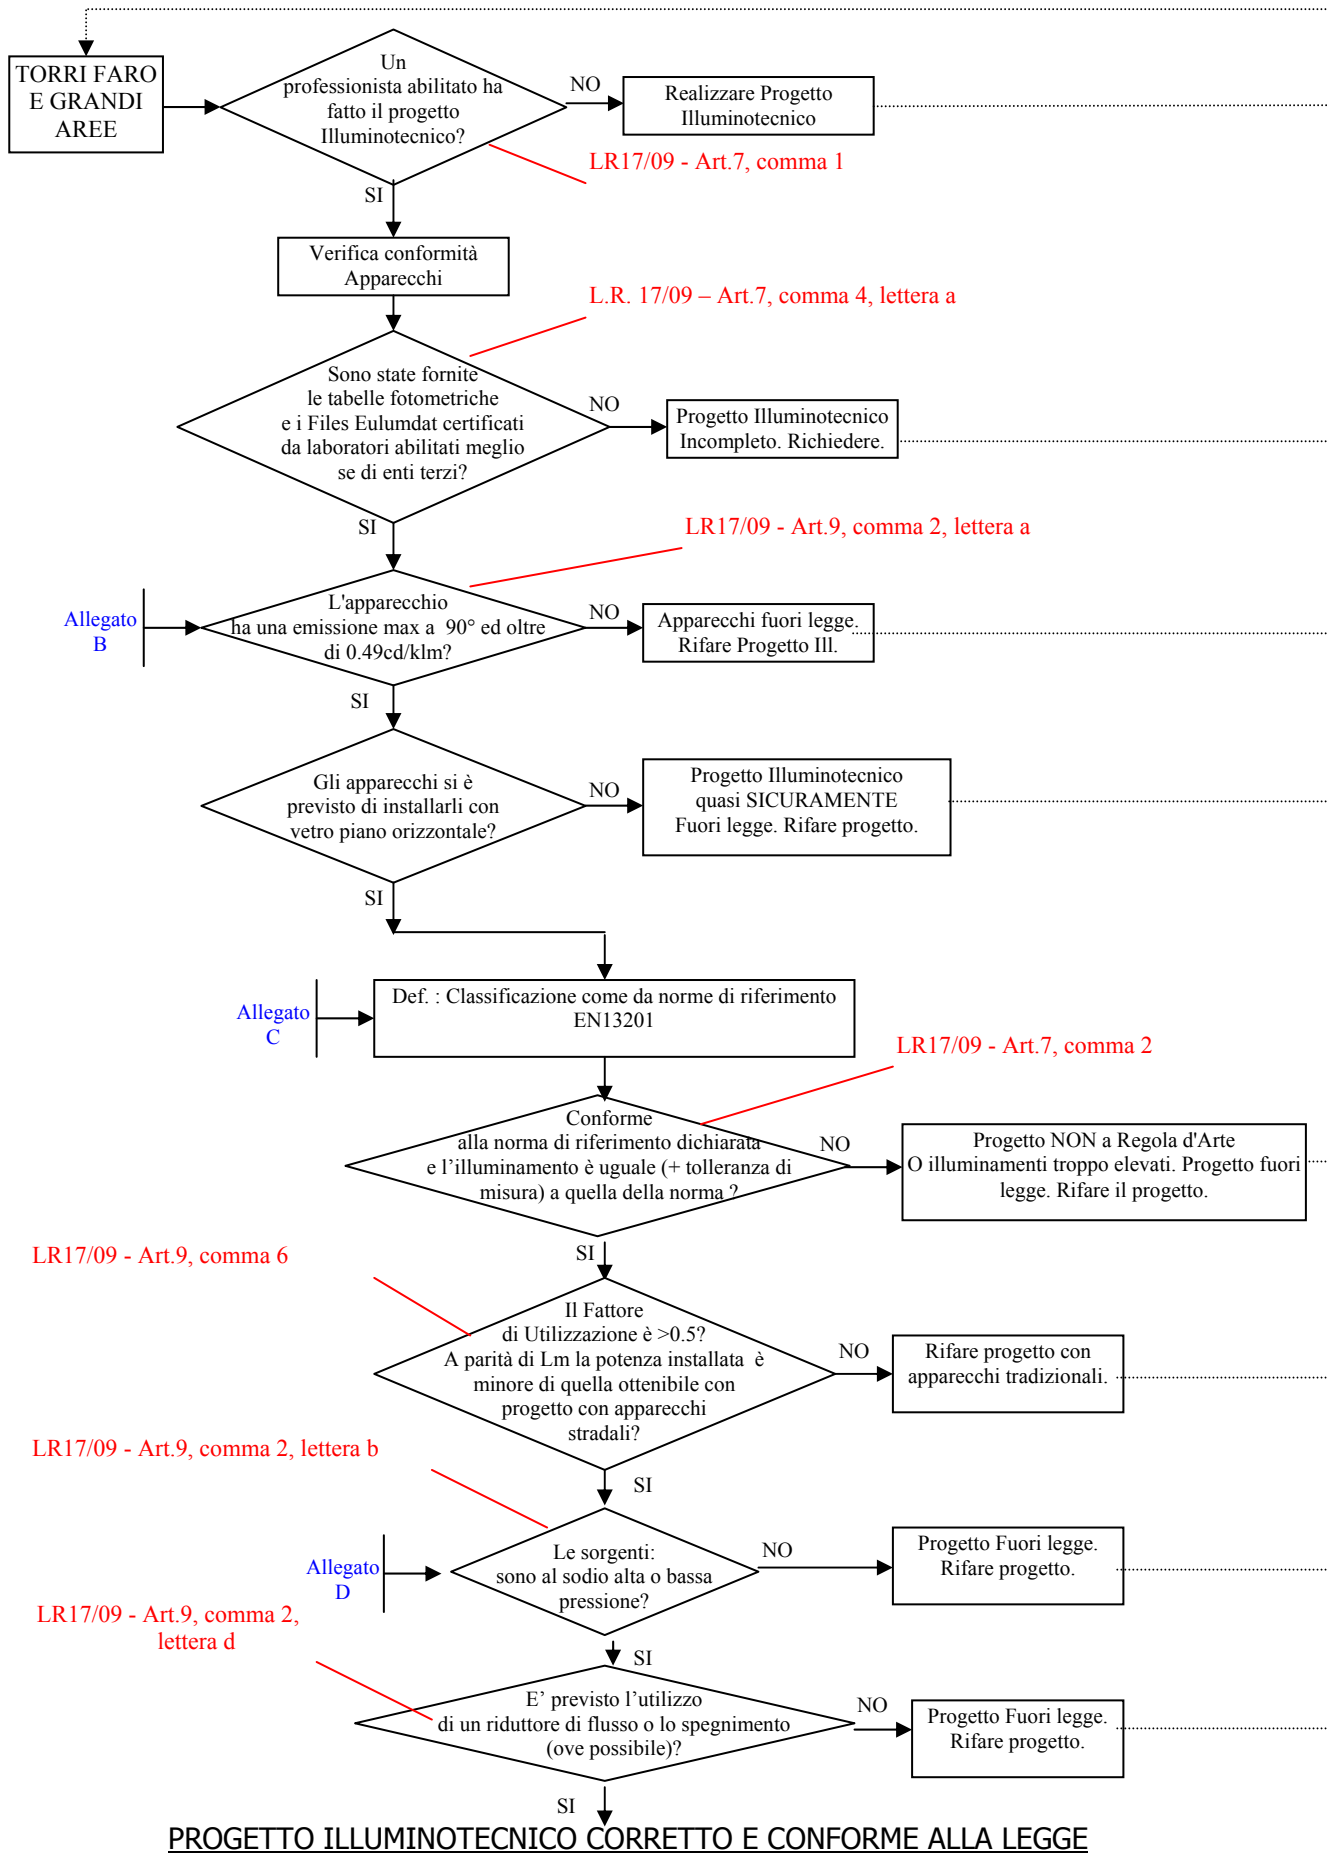 TORRI FARO
E GRANDI
AREE
Un
professionista abilitato ha
fatto il progetto
Illuminotecnico?
NO
Realizzare Progetto
Illuminotecnico
LR17/09 - Art.7, comma 1
SI
Verifica conformità
Apparecchi
L.R. 17/09 – Art.7, comma 4, lettera a
Sono state fornite
le tabelle fotometriche
e i Files Eulumdat certificati
da laboratori abilitati meglio
se di enti terzi?
NO
Progetto Illuminotecnico
Incompleto. Richiedere.
SI
LR17/09 - Art.9, comma 2, lettera a
Allegato
B
L'apparecchio
ha una emissione max a  90° ed oltre
di 0.49cd/klm?
NO
Apparecchi fuori legge.
Rifare Progetto Ill.
SI
Gli apparecchi si è
previsto di installarli con
vetro piano orizzontale?
NO
Progetto Illuminotecnico
quasi SICURAMENTE
Fuori legge. Rifare progetto.
SI
Allegato
C
Def. : Classificazione come da norme di riferimento
EN13201
LR17/09 - Art.7, comma 2
Conforme
alla norma di riferimento dichiarata
e l’illuminamento è uguale (+ tolleranza di
misura) a quella della norma ?
NO
Progetto NON a Regola d'Arte
O illuminamenti troppo elevati. Progetto fuori
legge. Rifare il progetto.
SI
LR17/09 - Art.9, comma 6
Il Fattore
di Utilizzazione è >0.5?
A parità di Lm la potenza installata  è
minore di quella ottenibile con
progetto con apparecchi
stradali?
NO
Rifare progetto con
apparecchi tradizionali.
LR17/09 - Art.9, comma 2, lettera b
SI
Allegato
D
Le sorgenti:
sono al sodio alta o bassa
pressione?
NO
Progetto Fuori legge.
Rifare progetto.
LR17/09 - Art.9, comma 2,
lettera d
SI
E’ previsto l’utilizzo
di un riduttore di flusso o lo spegnimento
(ove possibile)?
NO
Progetto Fuori legge.
Rifare progetto.
SI
PROGETTO ILLUMINOTECNICO CORRETTO E CONFORME ALLA LEGGE